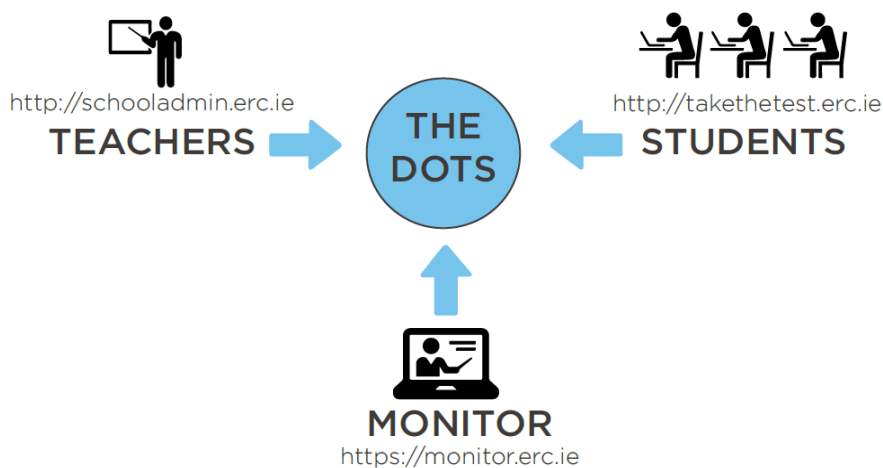 http://schooladmin.erc.ie
TEACHERS
THE
DOTS
http://takethetest.erc.ie
STUDENTS
MONITOR
https://monitor.erc.ie